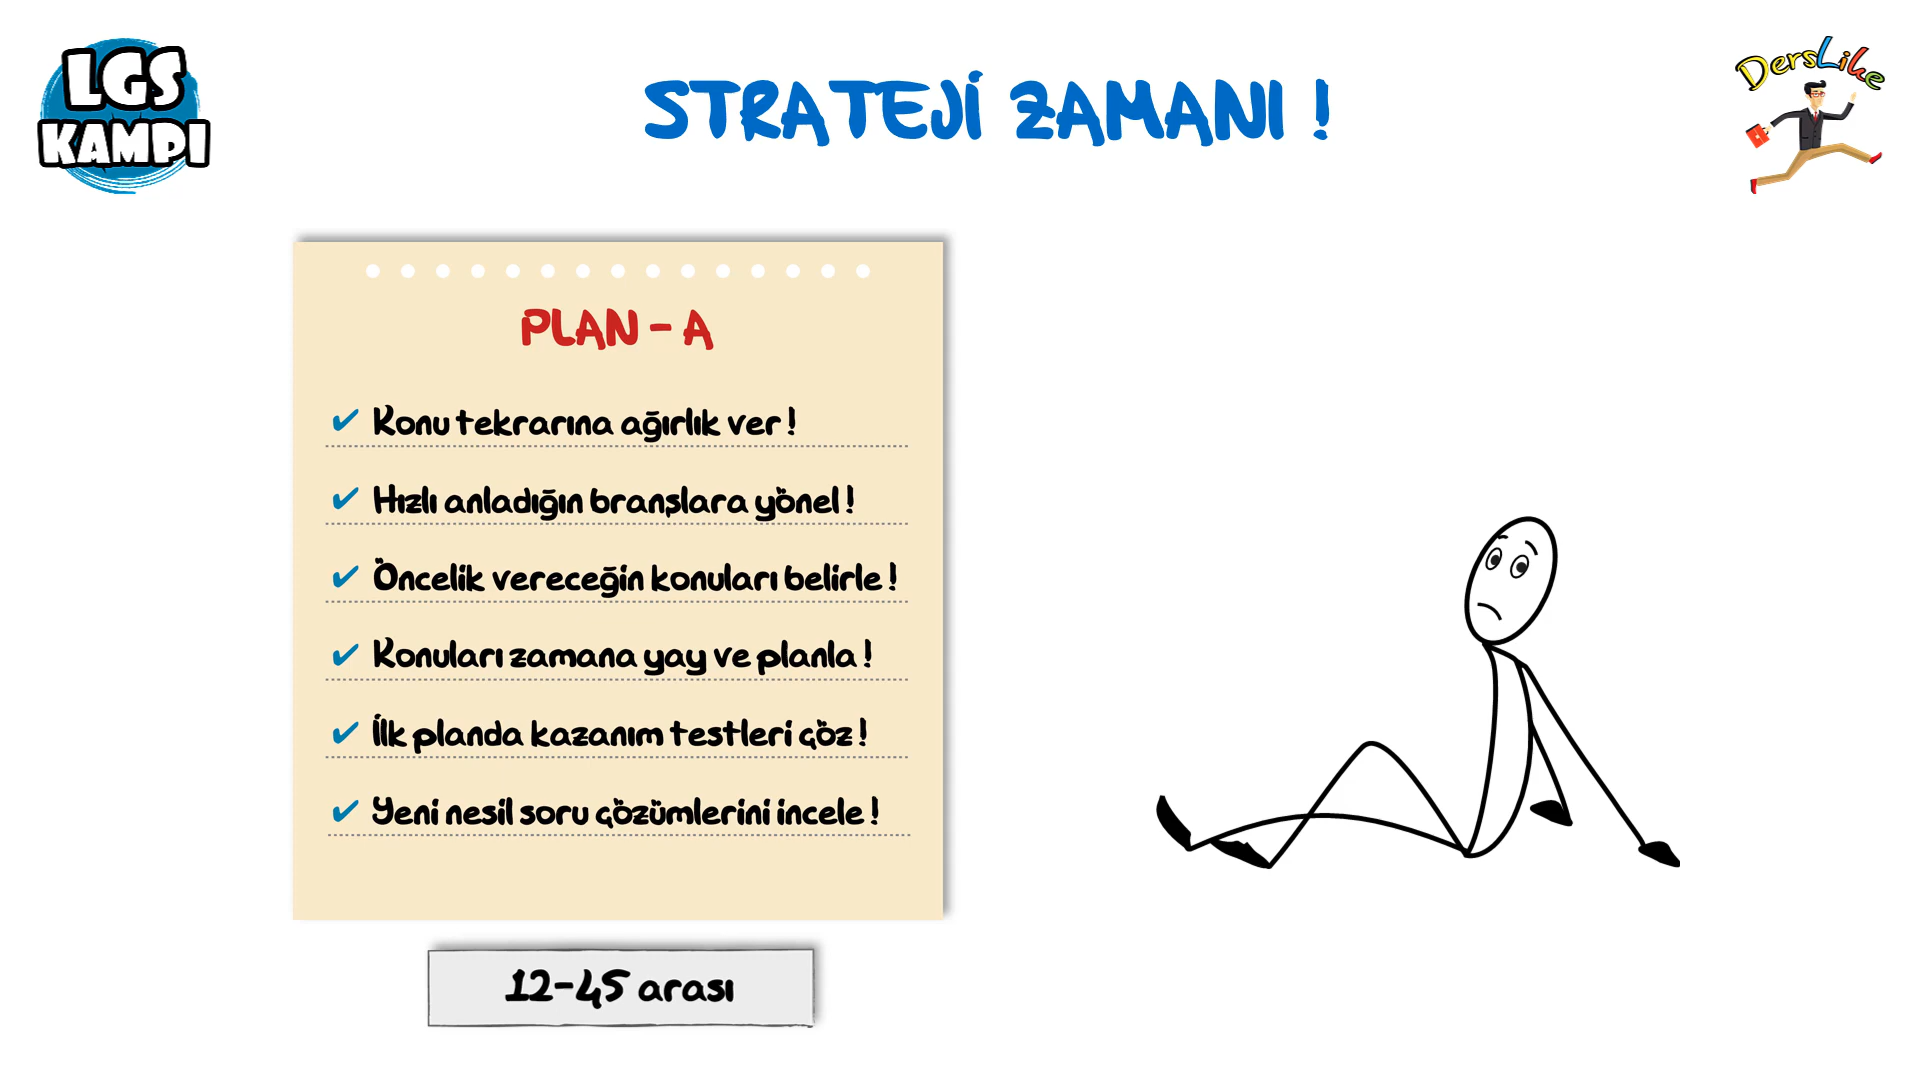 LGS
KAMPI
STRATEJİ ZAMANI !
DersLike
PLAN - A
✔ Konu tekrarına ağırlık ver !
✔ Hızlı anladığın branşlara yönel !
✔ Öncelik vereceğin konuları belirle !
✔ Konuları zamana yay ve planla !
✔ İlk planda kazanım testleri çöz !
✔ Yeni nesil soru çözümlerini incele !
12-45 arası